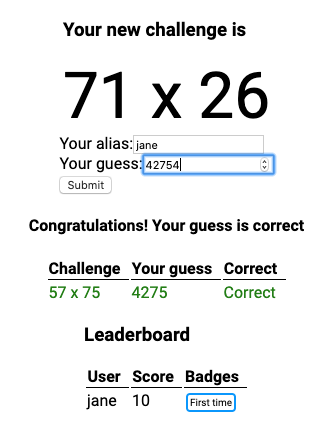 Your new challenge is
71 x 26
Your alias: jane
Your guess: 42754
Submit
Congratulations! Your guess is correct
Challenge Your guess Correct
57 x 75 4275 Correct
Leaderboard
User Score Badges
jane 10 First time